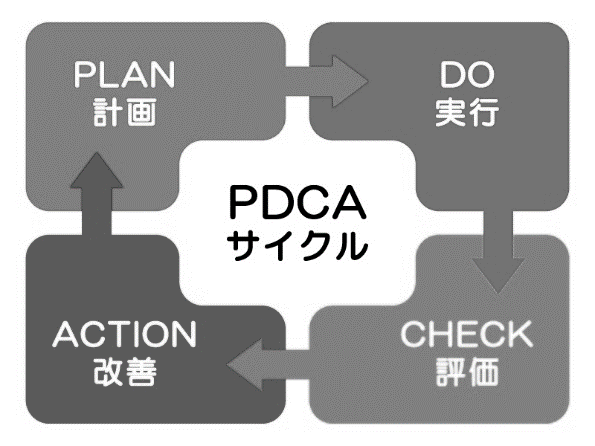 PLAN
計画
DO
実行
PDCA
サイクル
ACTION
改善
CHECK
評価